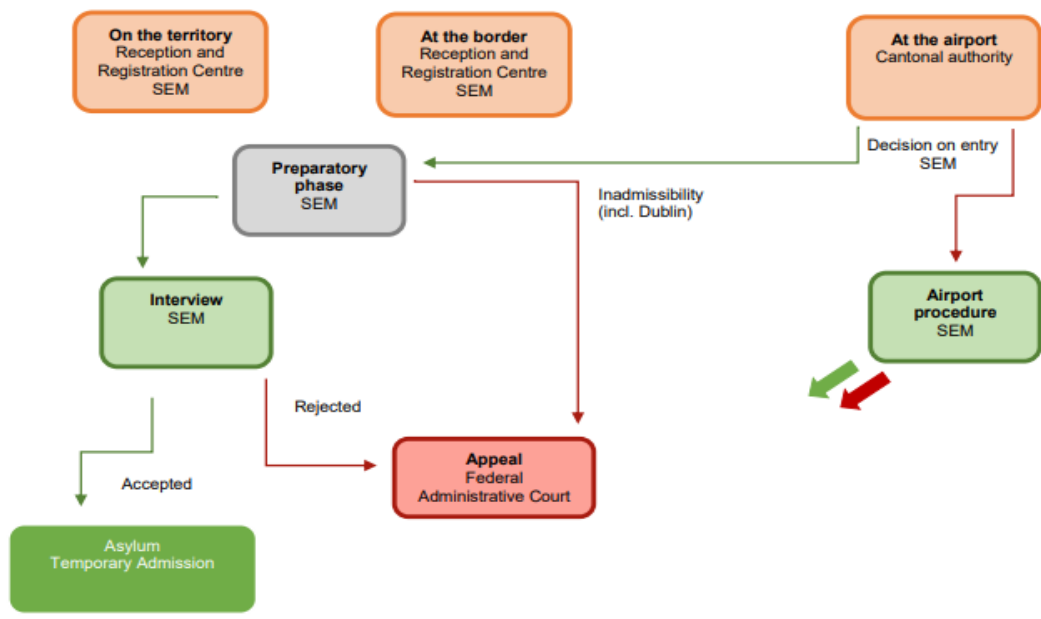 On the territory
Reception and
Registration Centre
SEM
At the border
Reception and
Registration Centre
SEM
At the airport
Cantonal authority
Decision on entry
SEM
Preparatory
phase
SEM
Inadmissibility
(incl. Dublin)
Interview
SEM
Airport
procedure
SEM
Rejected
Appeal
Federal
Administrative Court
Accepted
Asylum
Temporary Admission